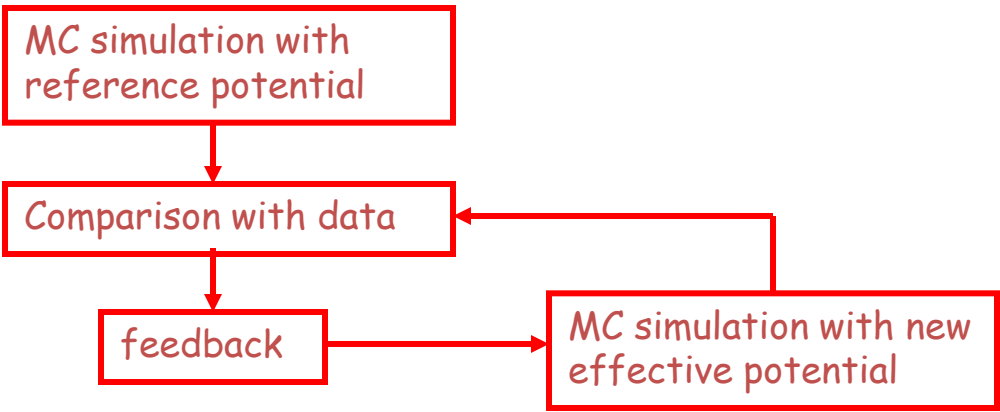 MC simulation with
reference potential
Comparison with data
feedback
MC simulation with new
effective potential